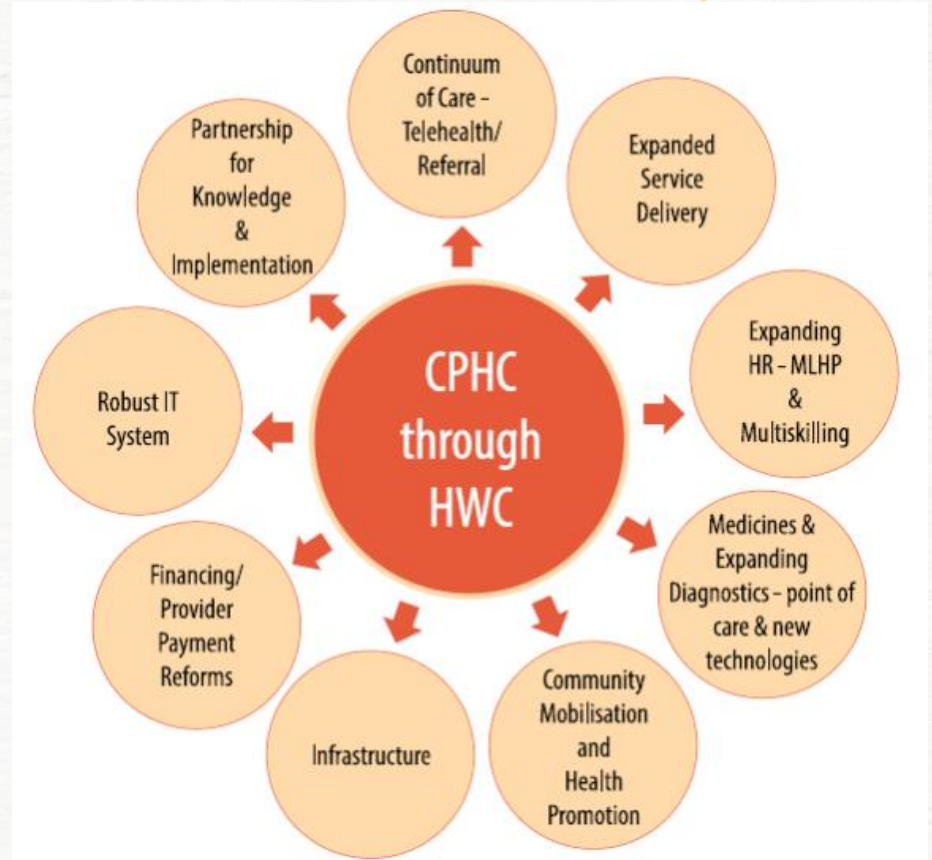 Continuum
of Care –
Telehealth/
Referral
Expanded
Service
Delivery
Expanding
HR – MLHP
&
Multiskilling
Medicines &
Expanding
Diagnostics – point of
care & new
technologies
Community
Mobilisation
and
Health
Promotion
Infrastructure
Financing/
Provider
Payment
Reforms
Robust IT
System
Partnership
for
Knowledge
&
Implementation
CPHC
through
HWC